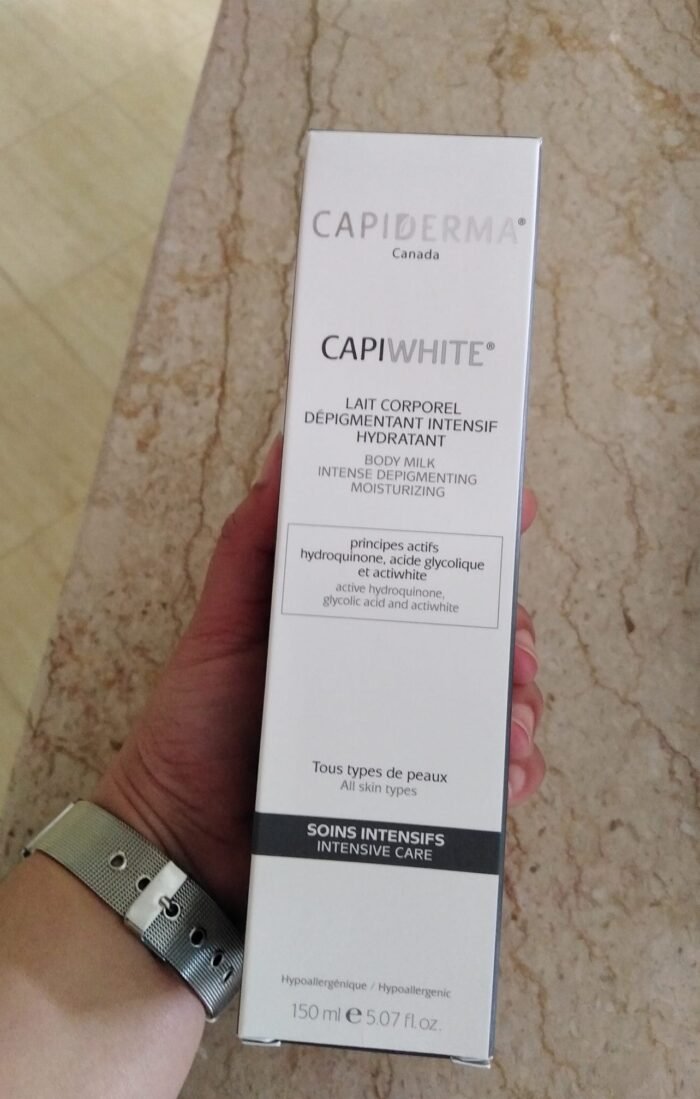 CAPIDERMA®
Canada
CAPIWHITE®
LAIT CORPOREL
DÉPIGMENTANT INTENSIF
HYDRATANT
BODY MILK
INTENSE DEPIGMENTING
MOISTURIZING
principes actifs
hydroquinone, acide glycolique
et actiwhite
active hydroquinone,
glycolic acid and actiwhite
Tous types de peaux
All skin types
SOINS INTENSIFS
INTENSIVE CARE
Hypoallergénique / Hypoallergenic
150 ml e 5.07 fl.oz.